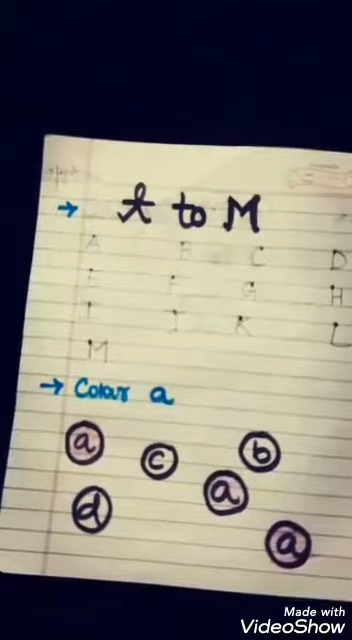 → A to M
A B C D
E F G H
I J K L
M
→ Colour a
a c b
d a
a
Made with
VideoShow